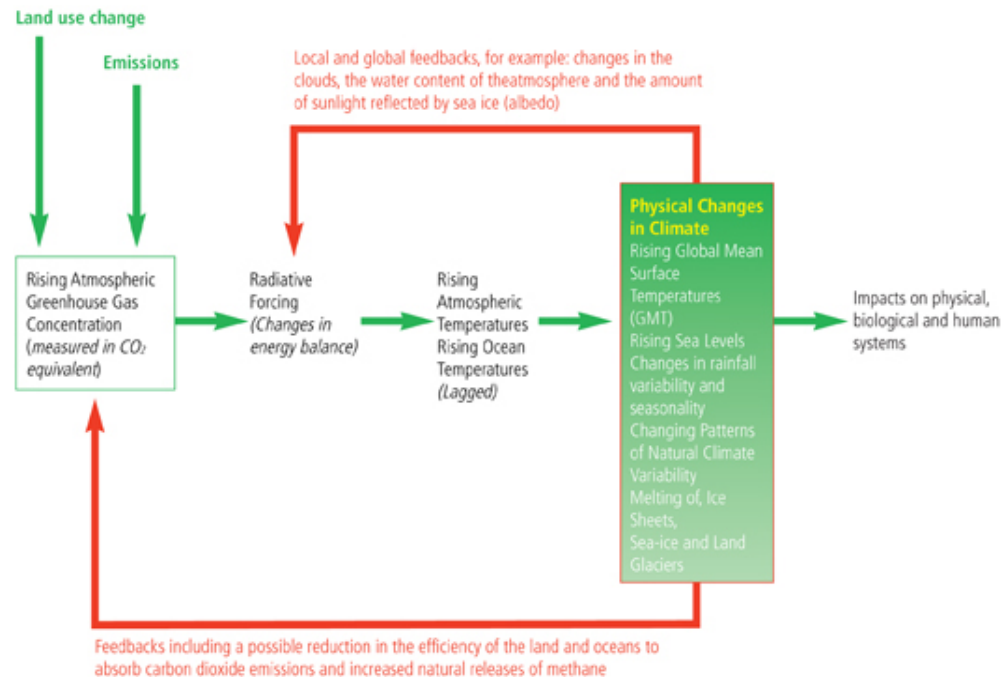 Land use change
Emissions
Local and global feedbacks, for example: changes in the
clouds, the water content of theatmosphere and the amount
of sunlight reflected by sea ice (albedo)
Rising Atmospheric
Greenhouse Gas
Concentration
(measured in CO₂
equivalent)
Radiative
Forcing
(Changes in
energy balance)
Rising
Atmospheric
Temperatures
Rising Ocean
Temperatures
(Lagged)
Physical Changes
in Climate
Rising Global Mean
Surface
Temperatures
(GMT)
Rising Sea Levels
Changes in rainfall
variability and
seasonality
Changing Patterns
of Natural Climate
Variability
Melting of, Ice
Sheets,
Sea-ice and Land
Glaciers
Impacts on physical,
biological and human
systems
Feedbacks including a possible reduction in the efficiency of the land and oceans to
absorb carbon dioxide emissions and increased natural releases of methane